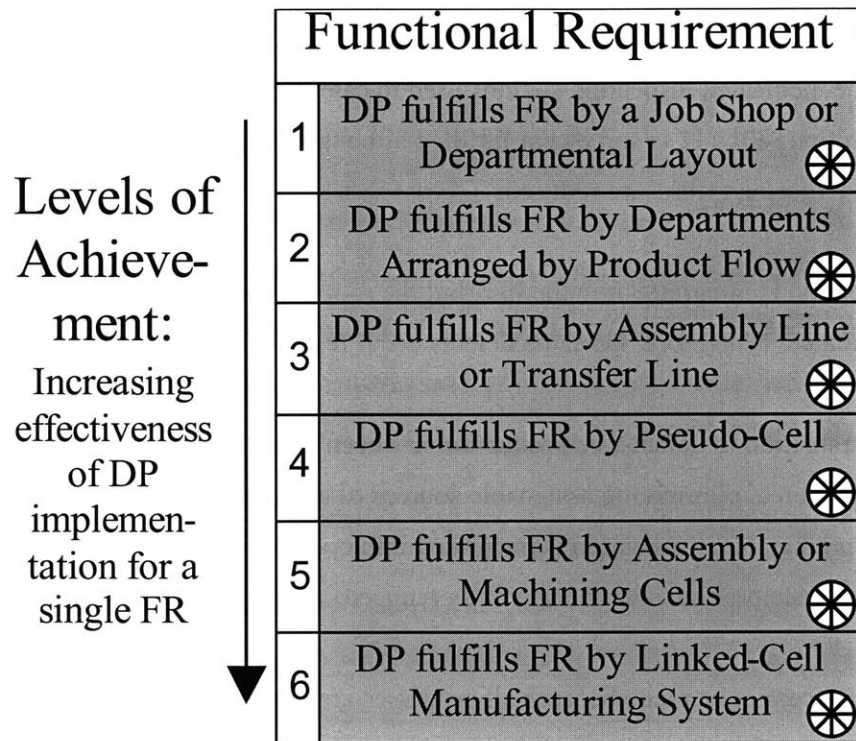 Functional Requirement
Levels of
Achieve-
ment:
Increasing
effectiveness
of DP
implemen-
tation for a
single FR
1
DP fulfills FR by a Job Shop or
Departmental Layout
2
DP fulfills FR by Departments
Arranged by Product Flow
3
DP fulfills FR by Assembly Line
or Transfer Line
4
DP fulfills FR by Pseudo-Cell
5
DP fulfills FR by Assembly or
Machining Cells
6
DP fulfills FR by Linked-Cell
Manufacturing System